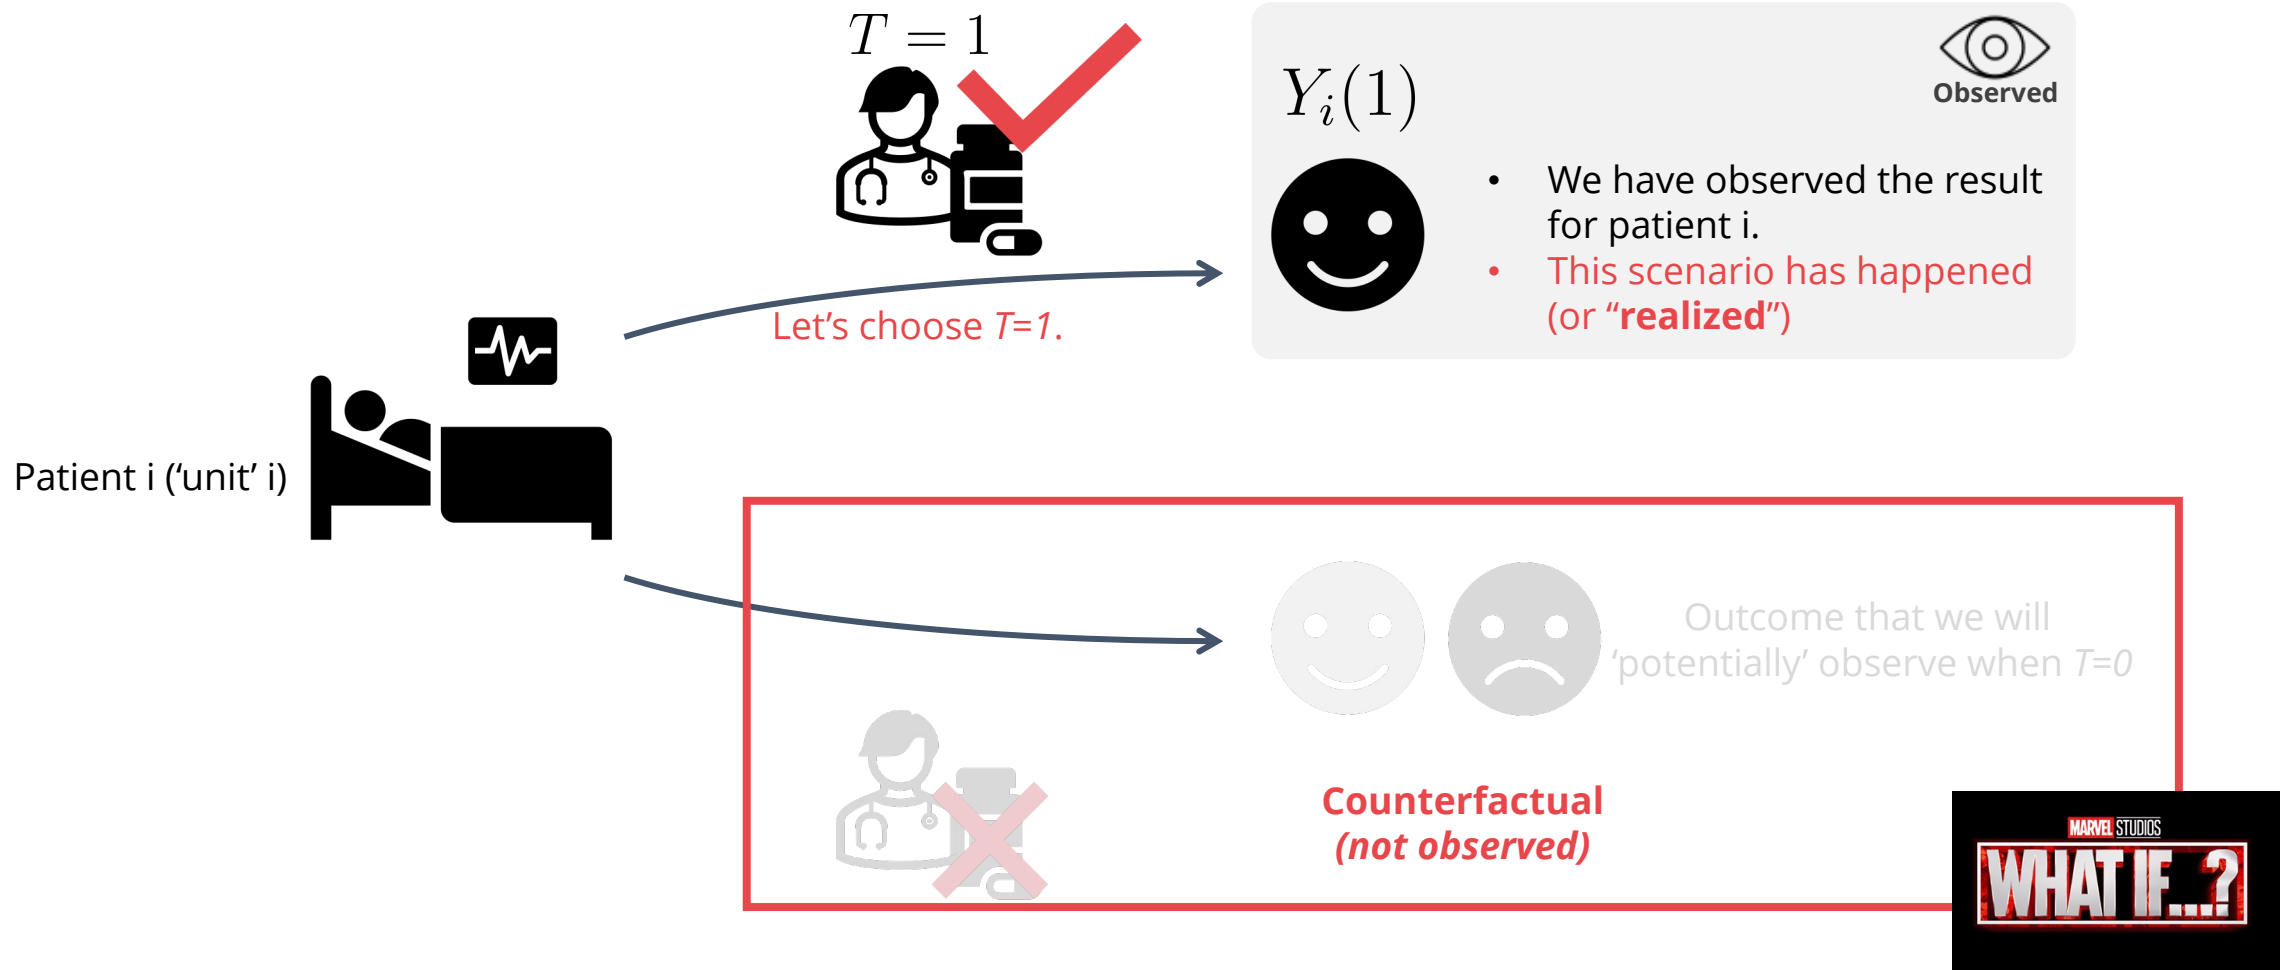 T = 1
Y_i(1)
Observed
• We have observed the result
for patient i.
• This scenario has happened
(or “realized”)
Let’s choose T=1.
Patient i (‘unit’ i)
Outcome that we will
‘potentially’ observe when T=0
Counterfactual
(not observed)
MARVEL STUDIOS
WHAT IF...?